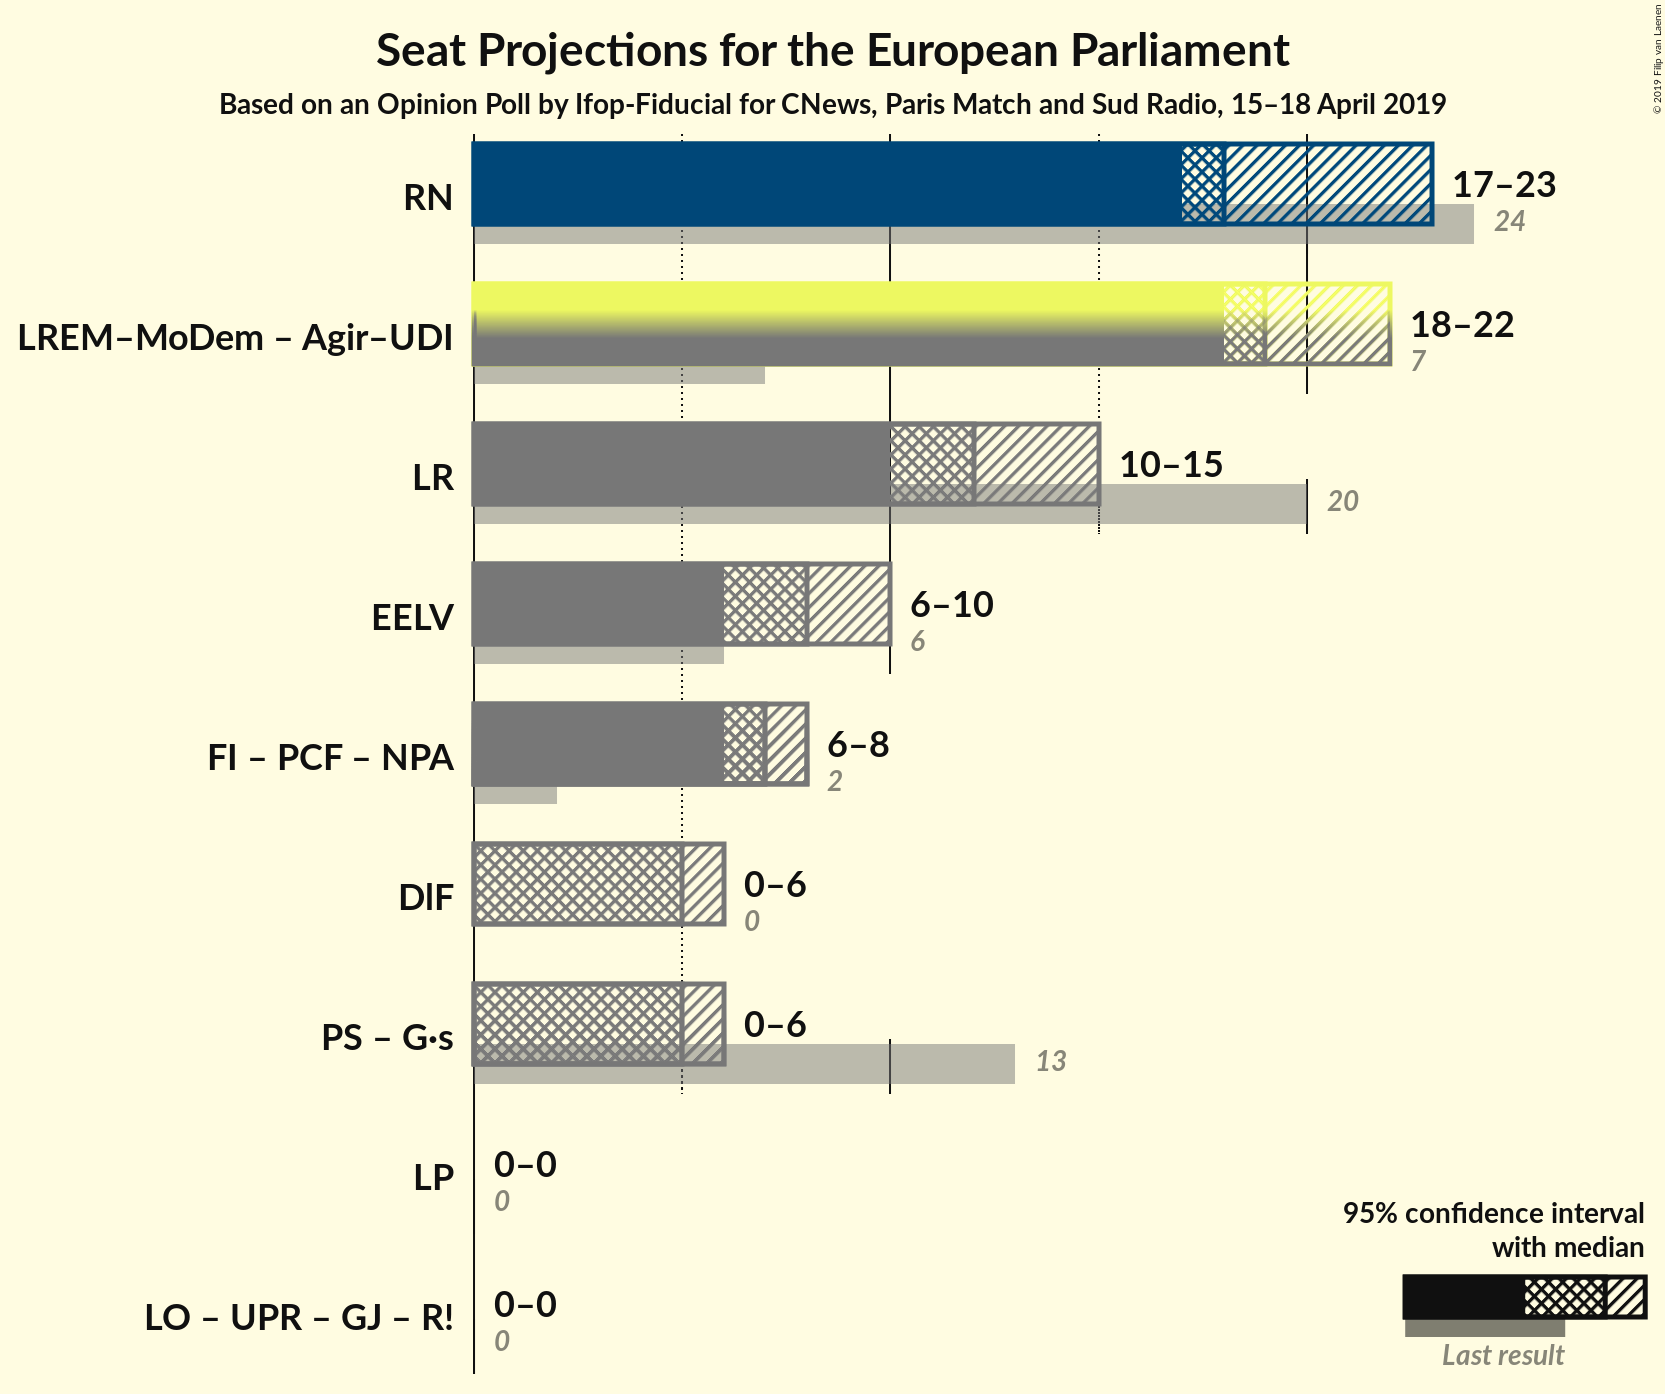 Seat Projections for the European Parliament
Based on an Opinion Poll by Ifop-Fiducial for CNews, Paris Match and Sud Radio, 15–18 April 2019
© 2019 Filip van Laenen
RN
17–23
24
LREM–MoDem – Agir–UDI
18–22
7
LR
10–15
20
EELV
6–10
6
FI – PCF – NPA
6–8
2
DlF
0–6
0
PS – G·s
0–6
13
LP
0–0
0
LO – UPR – GJ – R!
0–0
0
95% confidence interval
with median
Last result